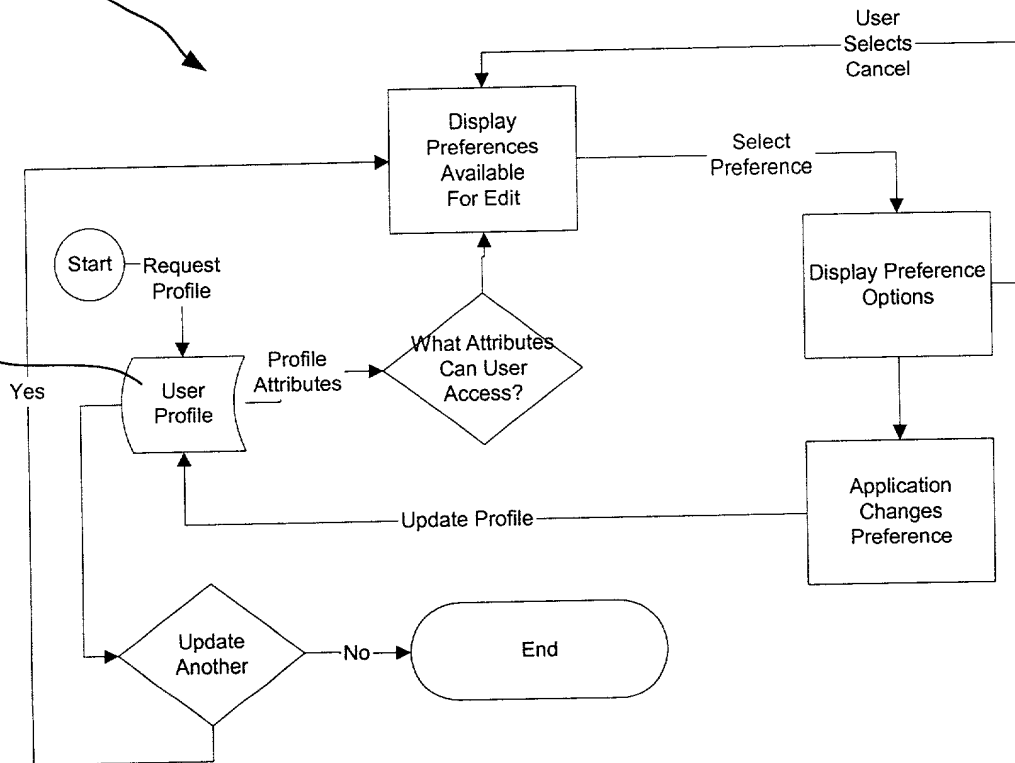 User
Selects
Cancel
Display
Preferences
Available
For Edit
Select
Preference
Start
Request
Profile
Display Preference
Options
What Attributes
Can User
Access?
Profile
Attributes
Yes
User
Profile
Application
Changes
Preference
Update Profile
Update
Another
No
End